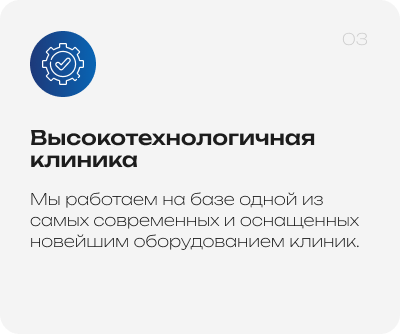 03
Высокотехнологичная
клиника
Мы работаем на базе одной из
самых современных и оснащенных
новейшим оборудованием клиник.